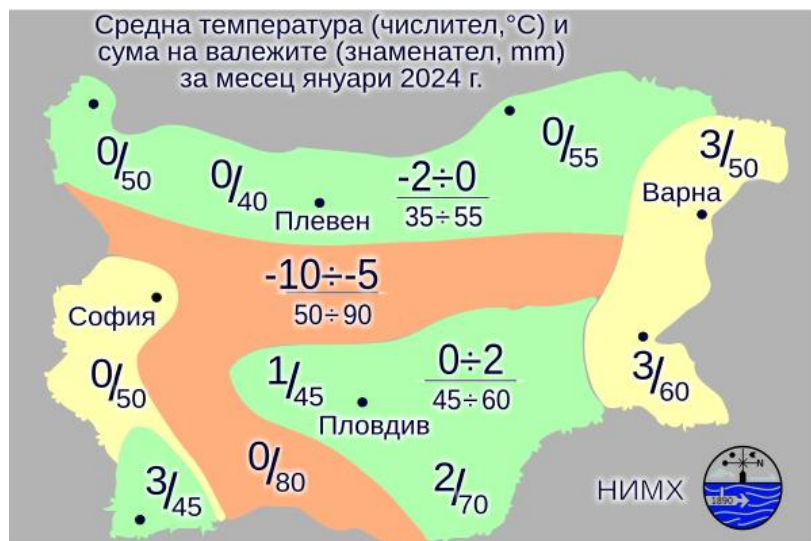 Средна температура (числител,°C) и
сума на валежите (знаменател, mm)
за месец януари 2024 г.
0/50
0/40
Плевен
-2÷0
35÷55
0/55
3/50
Варна
-10÷-5
50÷90
София
0/50
1/45
Пловдив
0÷2
45÷60
3/60
3/45
0/80
2/70
НИМХ
N
1890